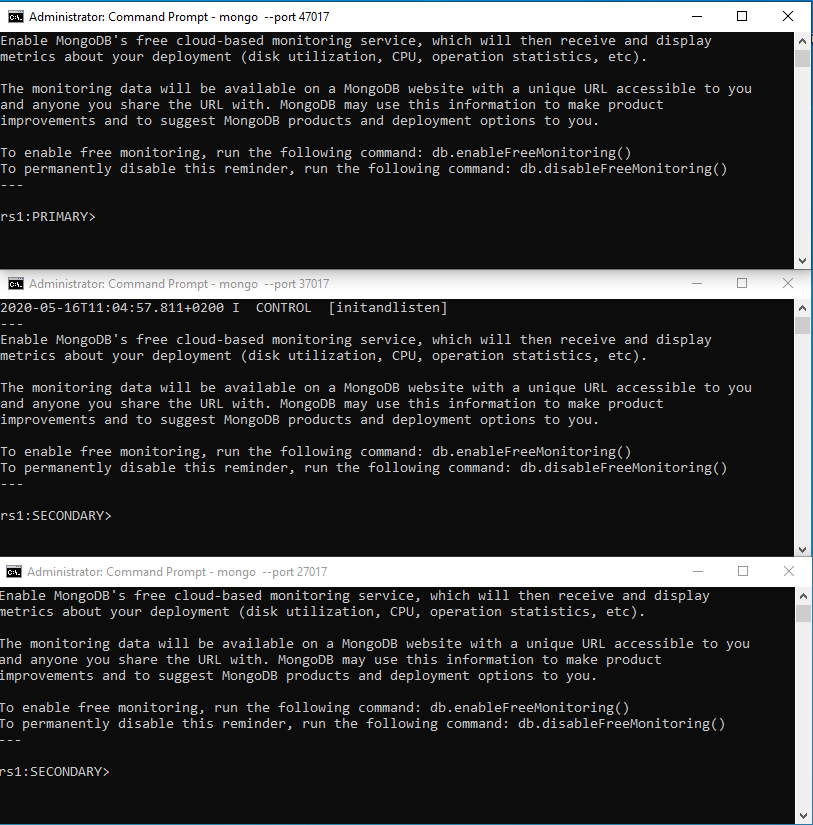 Administrator: Command Prompt - mongo  --port 47017
Enable MongoDB's free cloud-based monitoring service, which will then receive and display
metrics about your deployment (disk utilization, CPU, operation statistics, etc).
The monitoring data will be available on a MongoDB website with a unique URL accessible to you
and anyone you share the URL with. MongoDB may use this information to make product
improvements and to suggest MongoDB products and deployment options to you.
To enable free monitoring, run the following command: db.enableFreeMonitoring()
To permanently disable this reminder, run the following command: db.disableFreeMonitoring()
---
rs1:PRIMARY>
Administrator: Command Prompt - mongo  --port 37017
2020-05-16T11:04:57.811+0200 I  CONTROL  [initandlisten]
---
Enable MongoDB's free cloud-based monitoring service, which will then receive and display
metrics about your deployment (disk utilization, CPU, operation statistics, etc).
The monitoring data will be available on a MongoDB website with a unique URL accessible to you
and anyone you share the URL with. MongoDB may use this information to make product
improvements and to suggest MongoDB products and deployment options to you.
To enable free monitoring, run the following command: db.enableFreeMonitoring()
To permanently disable this reminder, run the following command: db.disableFreeMonitoring()
---
rs1:SECONDARY>
Administrator: Command Prompt - mongo  --port 27017
Enable MongoDB's free cloud-based monitoring service, which will then receive and display
metrics about your deployment (disk utilization, CPU, operation statistics, etc).
The monitoring data will be available on a MongoDB website with a unique URL accessible to you
and anyone you share the URL with. MongoDB may use this information to make product
improvements and to suggest MongoDB products and deployment options to you.
To enable free monitoring, run the following command: db.enableFreeMonitoring()
To permanently disable this reminder, run the following command: db.disableFreeMonitoring()
---
rs1:SECONDARY>